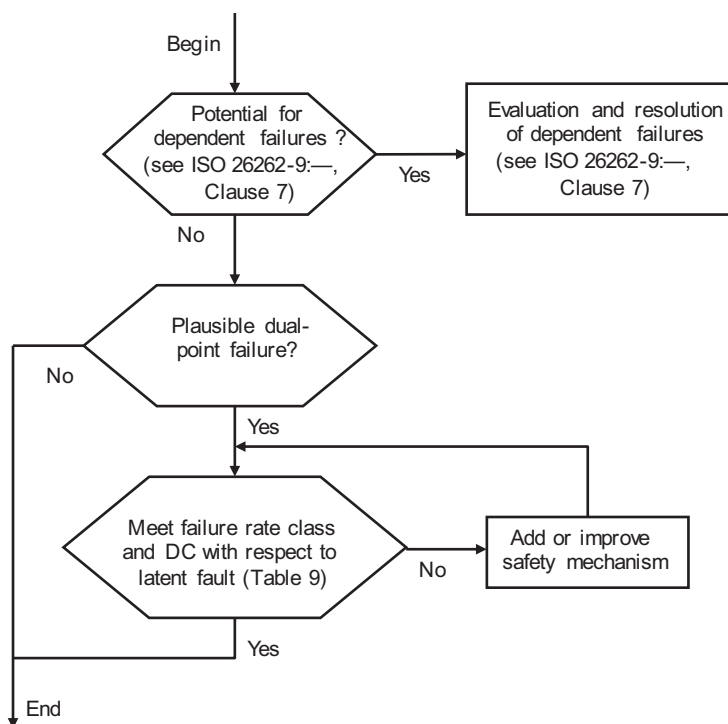 Begin
Potential for
dependent failures ?
(see ISO 26262-9:—,
Clause 7)
Yes
Evaluation and resolution
of dependent failures
(see ISO 26262-9:—,
Clause 7)
No
Plausible dual-
point failure?
No
Yes
Meet failure rate class
and DC with respect to
latent fault (Table 9)
No
Add or improve
safety mechanism
Yes
End